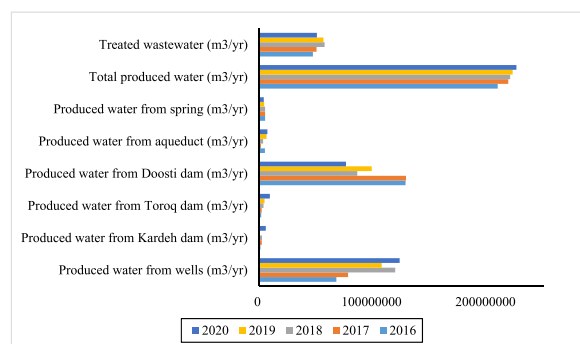 Treated wastewater (m3/yr)
Total produced water (m3/yr)
Produced water from spring (m3/yr)
Produced water from aqueduct (m3/yr)
Produced water from Doosti dam (m3/yr)
Produced water from Toroq dam (m3/yr)
Produced water from Kardeh dam (m3/yr)
Produced water from wells (m3/yr)
0 100000000 200000000
2020 2019 2018 2017 2016